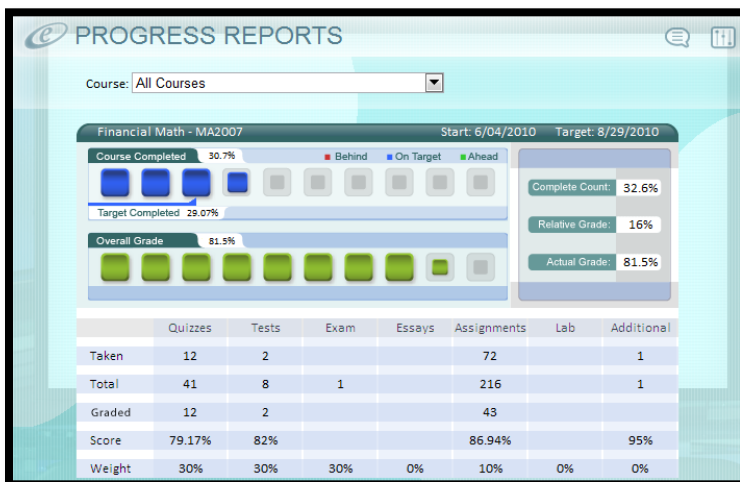 e PROGRESS REPORTS
Course: All Courses
Financial Math - MA2007 Start: 6/04/2010 Target: 8/29/2010
Course Completed 30.7% Behind On Target Ahead
Target Completed 29.07%
Overall Grade 81.5%
Complete Count: 32.6%
Relative Grade: 16%
Actual Grade: 81.5%
Quizzes Tests Exam Essays Assignments Lab Additional
Taken 12 2 72 1
Total 41 8 1 216 1
Graded 12 2 43
Score 79.17% 82% 86.94% 95%
Weight 30% 30% 30% 0% 10% 0% 0%